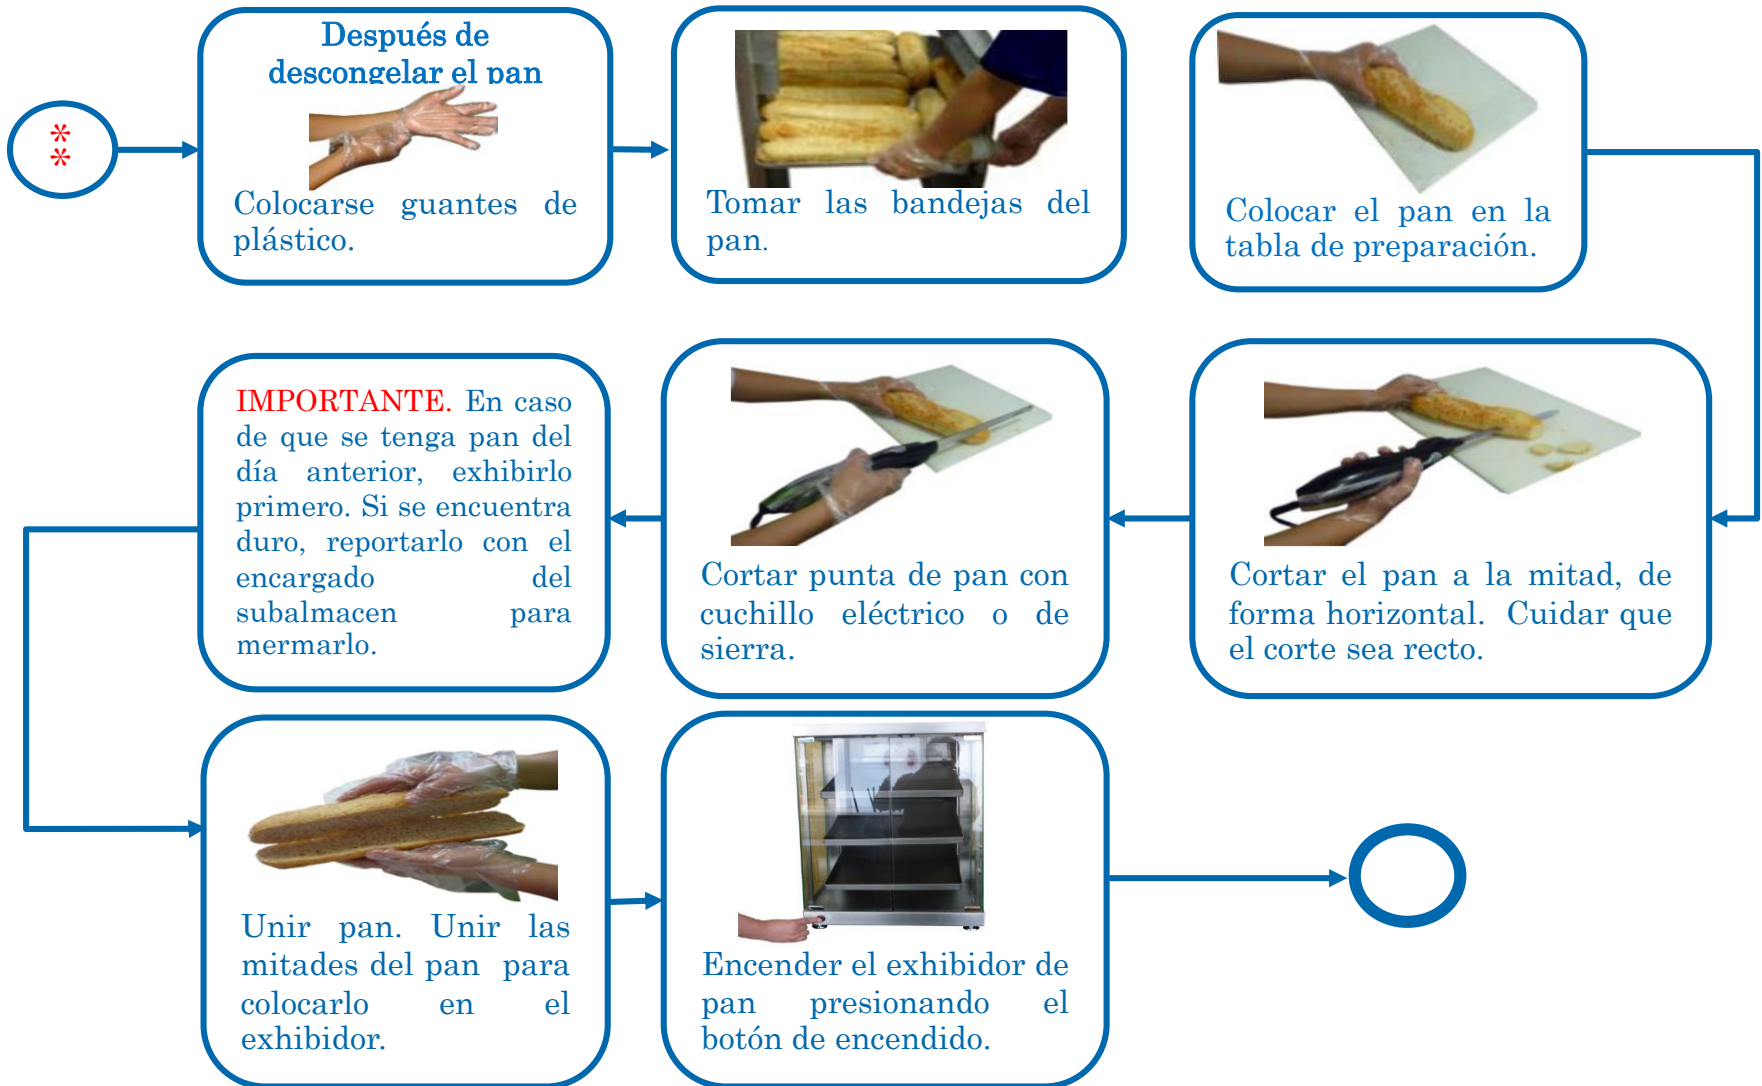 *
*
Después de
descongelar el pan
Colocarse guantes de
plástico.
Tomar las bandejas del
pan.
Colocar el pan en la
tabla de preparación.
Cortar el pan a la mitad, de
forma horizontal. Cuidar que
el corte sea recto.
Cortar punta de pan con
cuchillo eléctrico o de
sierra.
IMPORTANTE. En caso
de que se tenga pan del
día anterior, exhibirlo
primero. Si se encuentra
duro, reportarlo con el
encargado del
subalmacen para
mermarlo.
Unir pan. Unir las
mitades del pan para
colocarlo en el
exhibidor.
Encender el exhibidor de
pan presionando el
botón de encendido.